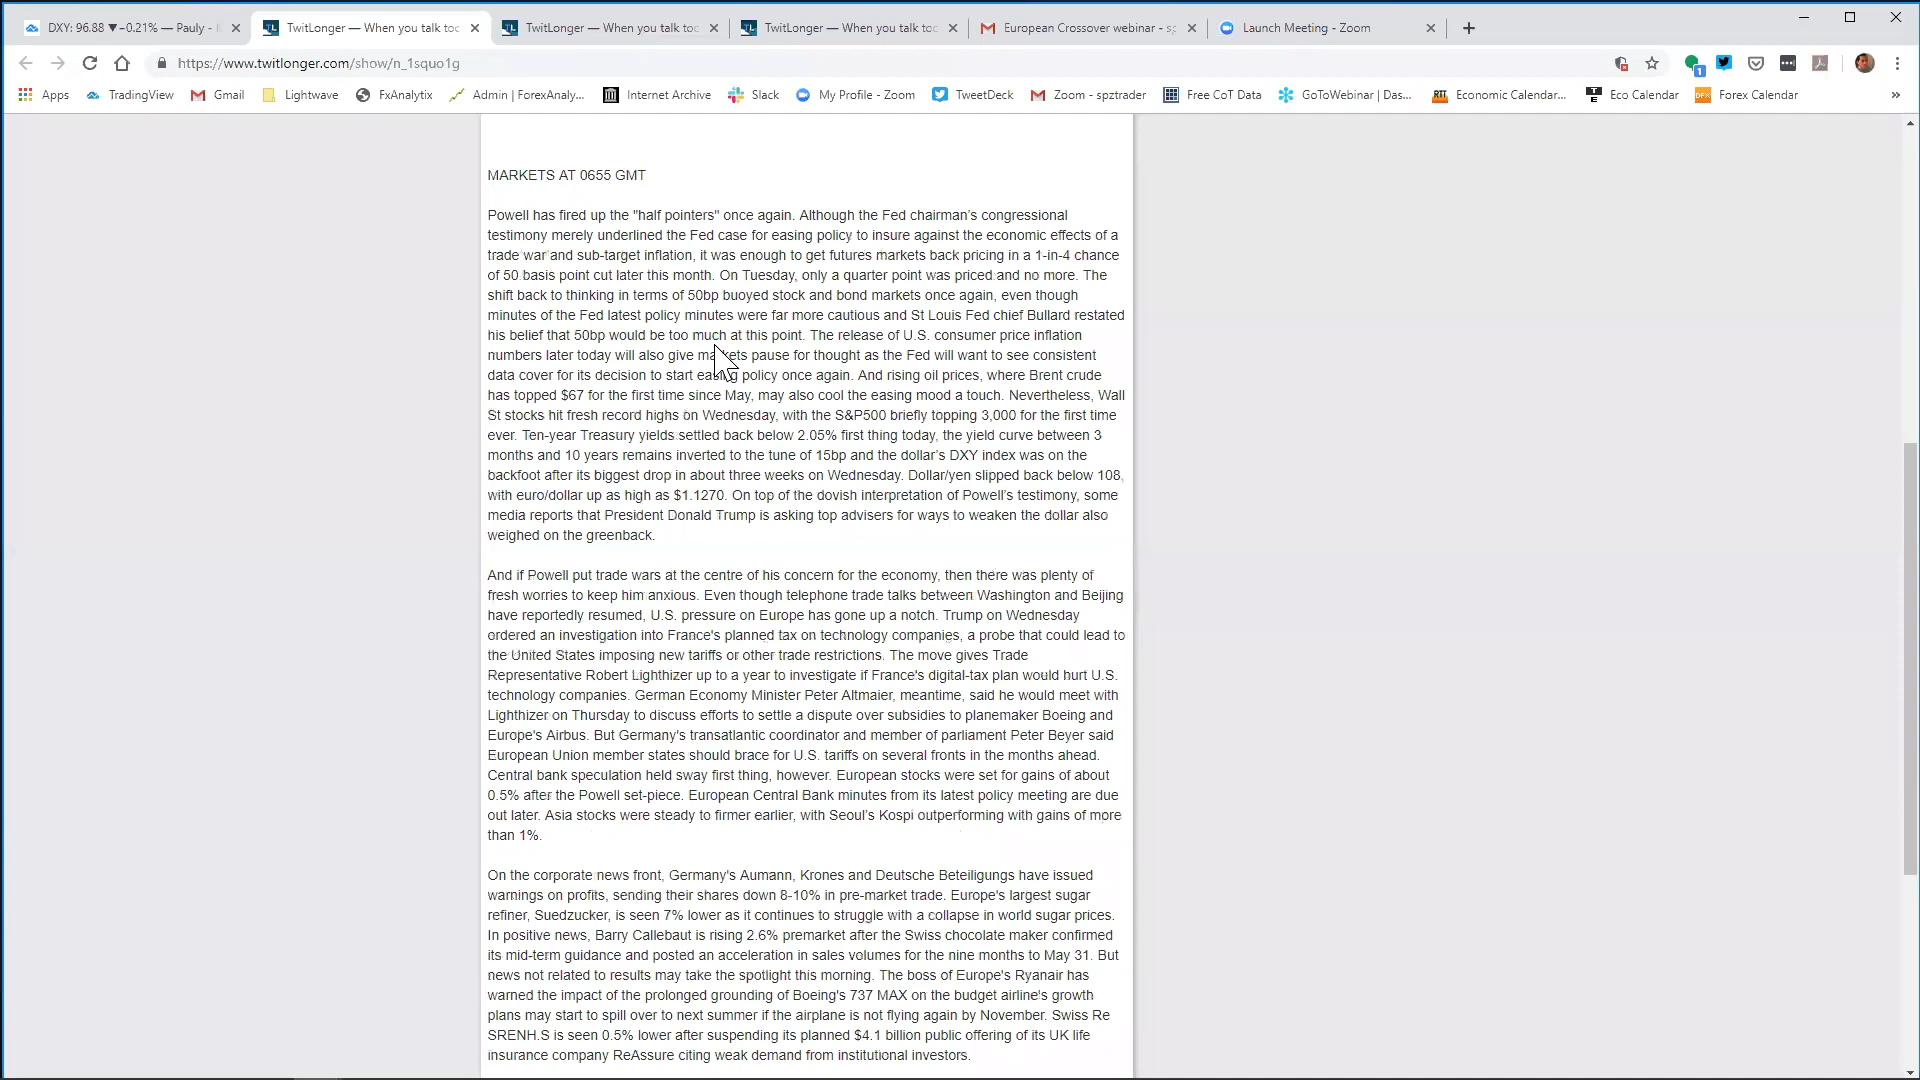 DXY: 96.88 ▼−0.21% — Pauly -
TwitLonger — When you talk too
TwitLonger — When you talk too
TwitLonger — When you talk too
European Crossover webinar - sp
Launch Meeting - Zoom
https://www.twitlonger.com/show/n_1squo1g
1
Apps
TradingView
Gmail
Lightwave
FxAnalytix
Admin | ForexAnaly...
Internet Archive
Slack
My Profile - Zoom
TweetDeck
Zoom - spztrader
Free CoT Data
GoToWebinar | Das...
Economic Calendar...
Eco Calendar
Forex Calendar
»
MARKETS AT 0655 GMT
Powell has fired up the "half pointers" once again. Although the Fed chairman’s congressional
testimony merely underlined the Fed case for easing policy to insure against the economic effects of a
trade war and sub-target inflation, it was enough to get futures markets back pricing in a 1-in-4 chance
of 50 basis point cut later this month. On Tuesday, only a quarter point was priced and no more. The
shift back to thinking in terms of 50bp buoyed stock and bond markets once again, even though
minutes of the Fed latest policy minutes were far more cautious and St Louis Fed chief Bullard restated
his belief that 50bp would be too much at this point. The release of U.S. consumer price inflation
numbers later today will also give markets pause for thought as the Fed will want to see consistent
data cover for its decision to start easing policy once again. And rising oil prices, where Brent crude
has topped $67 for the first time since May, may also cool the easing mood a touch. Nevertheless, Wall
St stocks hit fresh record highs on Wednesday, with the S&P500 briefly topping 3,000 for the first time
ever. Ten-year Treasury yields settled back below 2.05% first thing today, the yield curve between 3
months and 10 years remains inverted to the tune of 15bp and the dollar’s DXY index was on the
backfoot after its biggest drop in about three weeks on Wednesday. Dollar/yen slipped back below 108,
with euro/dollar up as high as $1.1270. On top of the dovish interpretation of Powell’s testimony, some
media reports that President Donald Trump is asking top advisers for ways to weaken the dollar also
weighed on the greenback.
And if Powell put trade wars at the centre of his concern for the economy, then there was plenty of
fresh worries to keep him anxious. Even though telephone trade talks between Washington and Beijing
have reportedly resumed, U.S. pressure on Europe has gone up a notch. Trump on Wednesday
ordered an investigation into France's planned tax on technology companies, a probe that could lead to
the United States imposing new tariffs or other trade restrictions. The move gives Trade
Representative Robert Lighthizer up to a year to investigate if France's digital-tax plan would hurt U.S.
technology companies. German Economy Minister Peter Altmaier, meantime, said he would meet with
Lighthizer on Thursday to discuss efforts to settle a dispute over subsidies to planemaker Boeing and
Europe's Airbus. But Germany's transatlantic coordinator and member of parliament Peter Beyer said
European Union member states should brace for U.S. tariffs on several fronts in the months ahead.
Central bank speculation held sway first thing, however. European stocks were set for gains of about
0.5% after the Powell set-piece. European Central Bank minutes from its latest policy meeting are due
out later. Asia stocks were steady to firmer earlier, with Seoul’s Kospi outperforming with gains of more
than 1%.
On the corporate news front, Germany's Aumann, Krones and Deutsche Beteiligungs have issued
warnings on profits, sending their shares down 8-10% in pre-market trade. Europe's largest sugar
refiner, Suedzucker, is seen 7% lower as it continues to struggle with a collapse in world sugar prices.
In positive news, Barry Callebaut is rising 2.6% premarket after the Swiss chocolate maker confirmed
its mid-term guidance and posted an acceleration in sales volumes for the nine months to May 31. But
news not related to results may take the spotlight this morning. The boss of Europe's Ryanair has
warned the impact of the prolonged grounding of Boeing's 737 MAX on the budget airline's growth
plans may start to spill over to next summer if the airplane is not flying again by November. Swiss Re
SRENH.S is seen 0.5% lower after suspending its planned $4.1 billion public offering of its UK life
insurance company ReAssure citing weak demand from institutional investors.